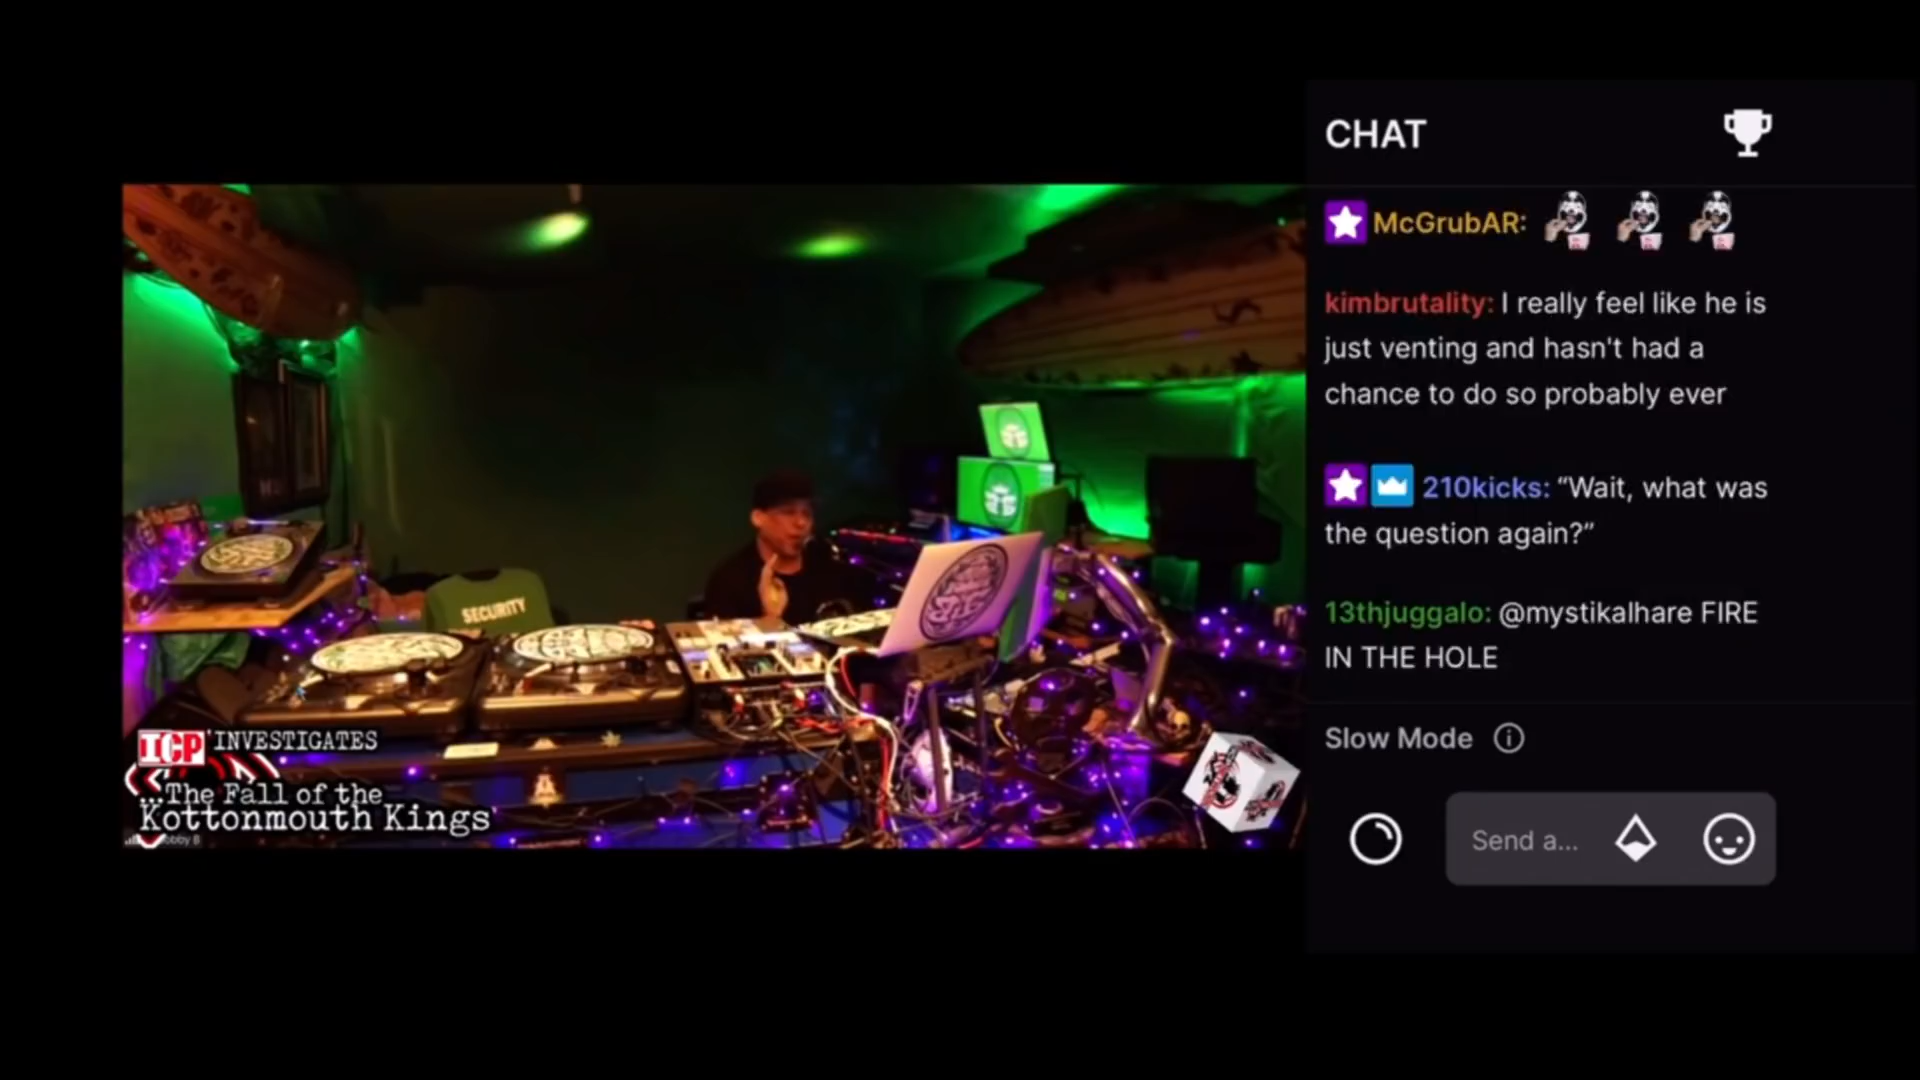 CHAT
McGrubAR:
kimbrutality: I really feel like he is
just venting and hasn't had a
chance to do so probably ever
210kicks: “Wait, what was
the question again?”
13thjuggalo: @mystikalhare FIRE
IN THE HOLE
Slow Mode
Send a...
SECURITY
ICP INVESTIGATES
The Fall of the
Kottonmouth Kings